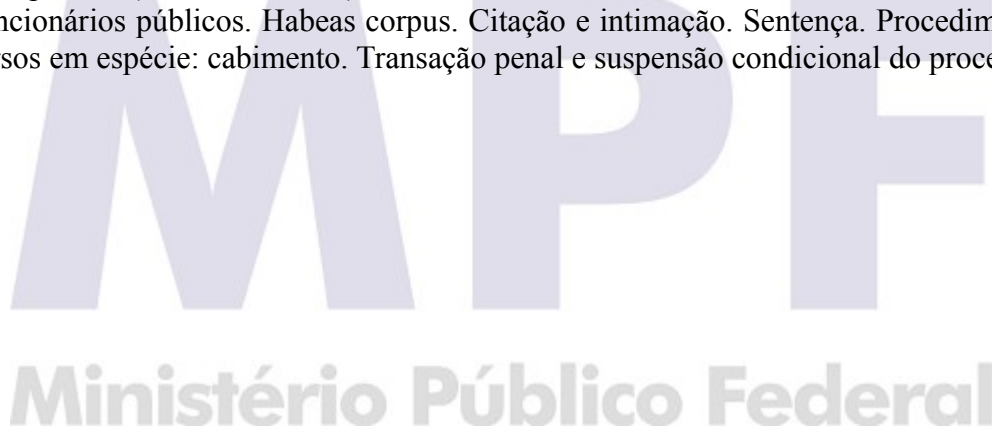 ncionários públicos. Habeas corpus. Citação e intimação. Sentença. Procedim
rsos em espécie: cabimento. Transação penal e suspensão condicional do proce
MPF
Ministério Público Federal